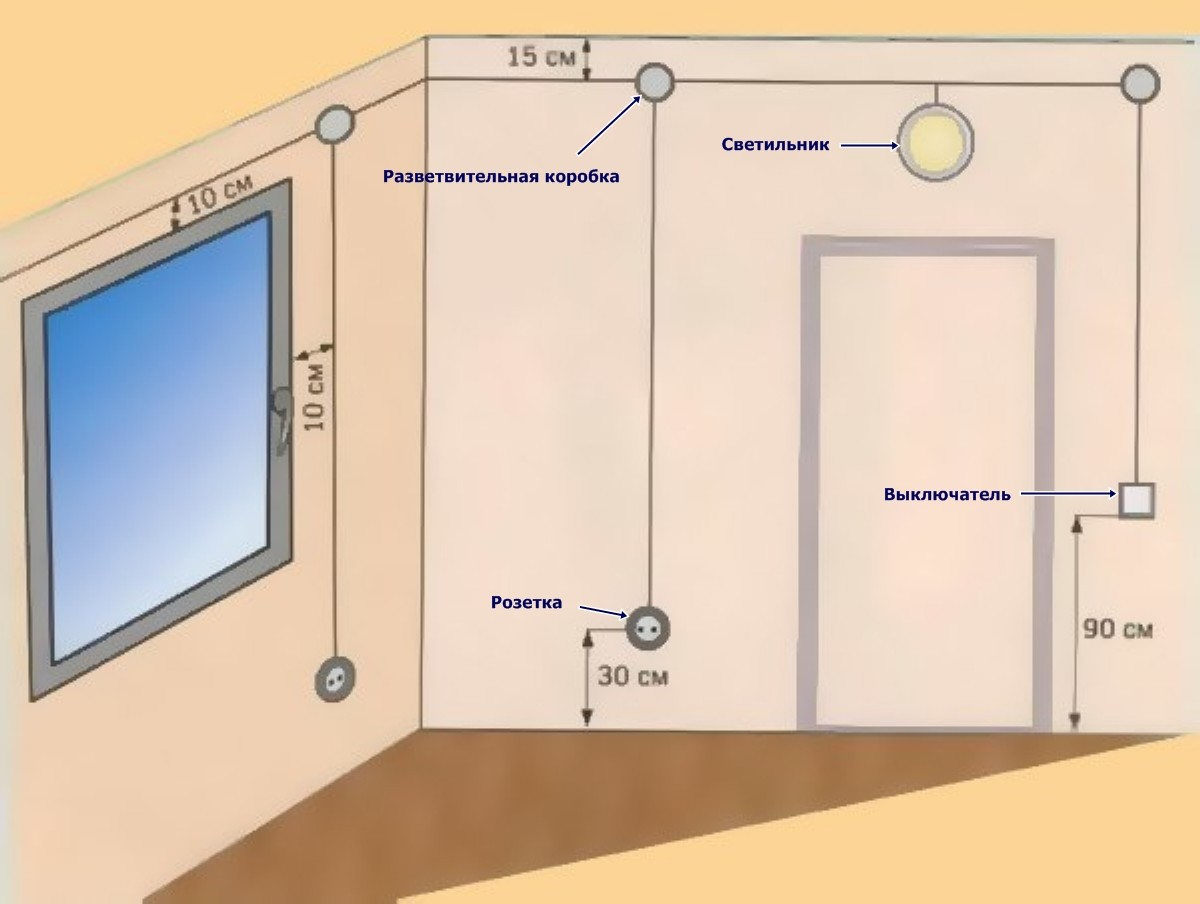 15 см
Разветвительная коробка
Светильник
10 см
10 см
Выключатель
Розетка
30 см
90 см